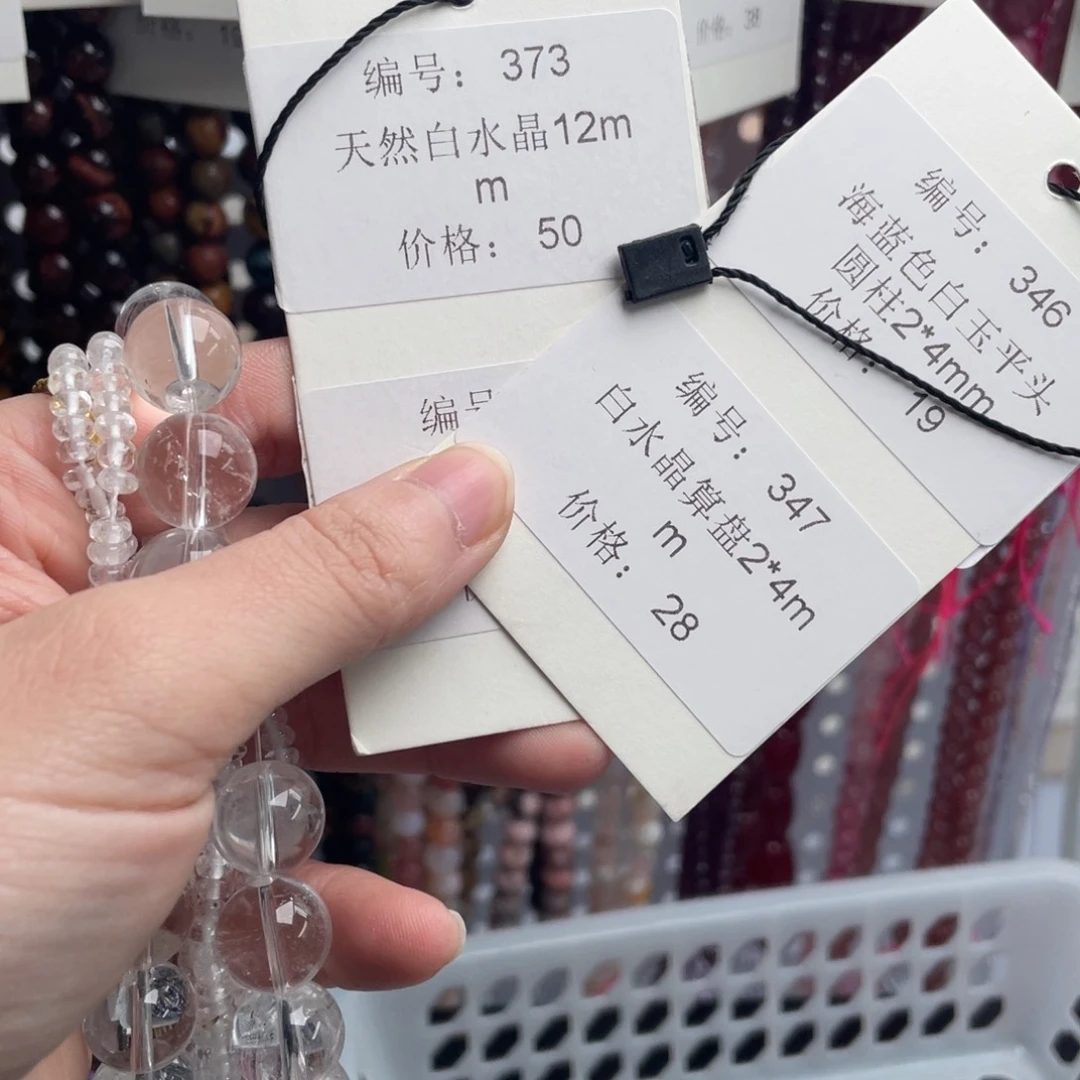 编号： 373
天然白水晶12m
m
价格： 50
价格：38
编号： 346
海蓝色白玉平头
圆柱2*4mm
价格： 19
编号
编号： 347
白水晶算盘2*4m
m
价格： 28